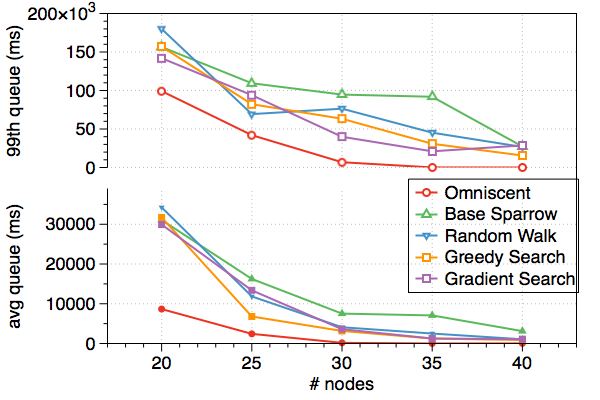 200×10³
150
100
50
0
99th queue (ms)
30000
20000
10000
0
avg queue (ms)
20
25
30
35
40
# nodes
Omniscent
Base Sparrow
Random Walk
Greedy Search
Gradient Search